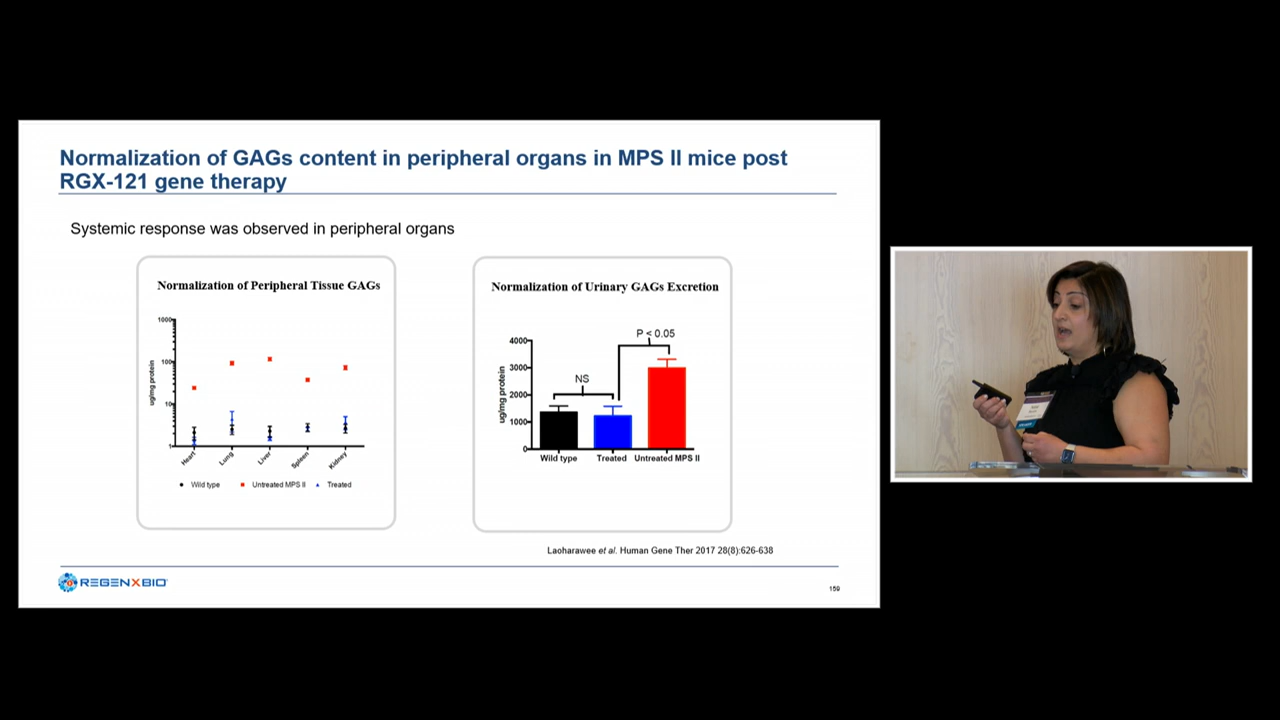 Normalization of GAGs content in peripheral organs in MPS II mice post
RGX-121 gene therapy
Systemic response was observed in peripheral organs
Normalization of Peripheral Tissue GAGs
1000
100
10
1
ug/mg protein
Heart
Lung
Liver
Spleen
Kidney
Wild type
Untreated MPS II
Treated
Normalization of Urinary GAGs Excretion
P < 0.05
NS
4000
3000
2000
1000
0
ug/mg protein
Wild type
Treated
Untreated MPS II
Laoharawee et al. Human Gene Ther 2017 28(8):626-638
REGENXBIO
159